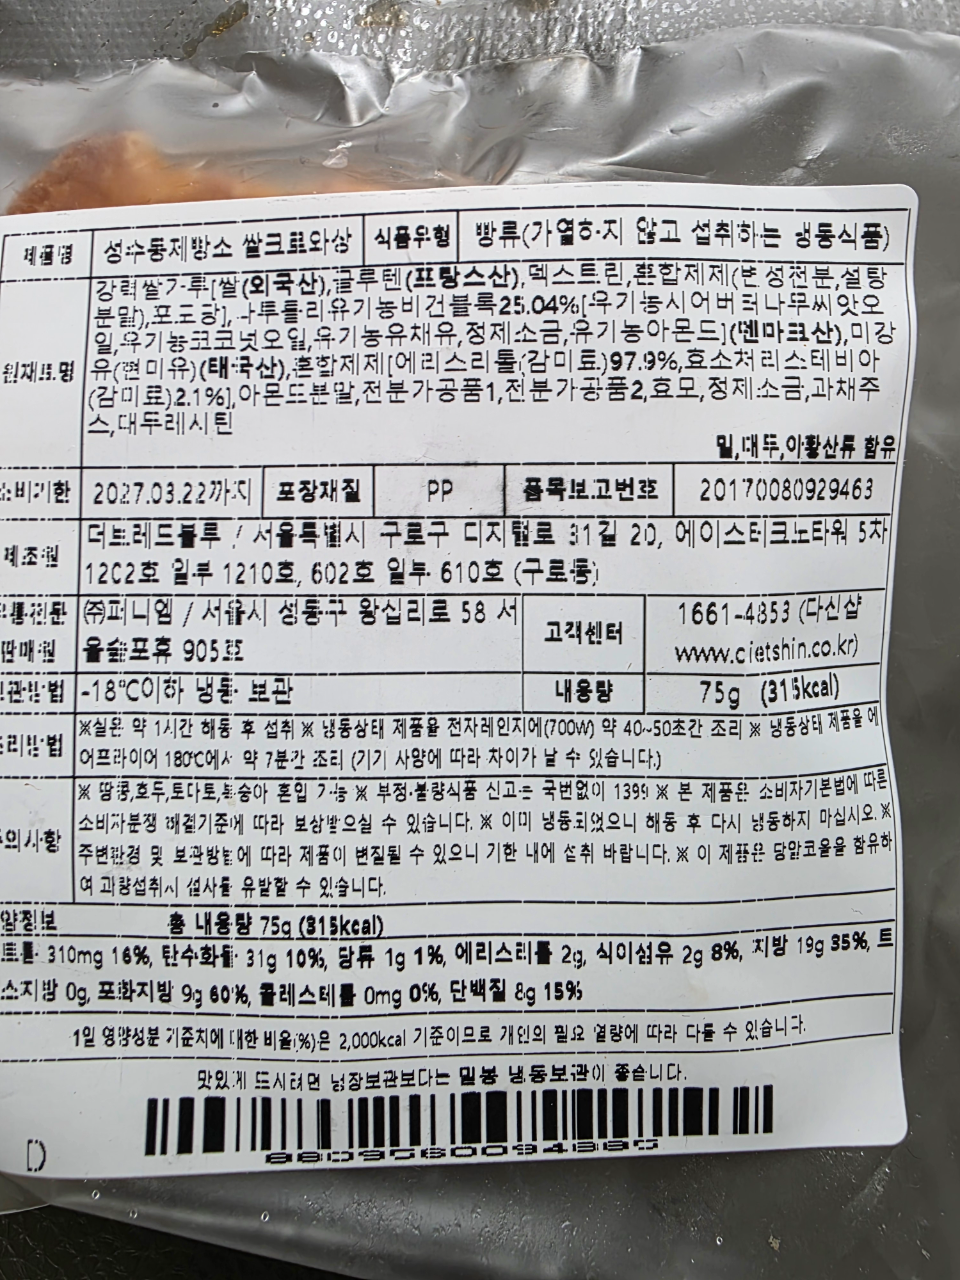 제품명 성수동제빵소 쌀크로와상 식품유형 빵류(가열하지 않고 섭취하는 냉동식품)
강력쌀가루[쌀(외국산),글루텐(프랑스산),덱스트린,혼합제제(변성전분,설탕
분말),포도당], 나투틀리유기농비건블록25.04%[유기농시어버터나무씨앗오
일,유기농코코넛오일,유기농유채유,정제소금,유기농아몬드](덴마크산),미강
원재료명 유(현미유)(태국산),혼합제제[에리스리톨(감미료)97.9%,효소처리스테비아
(감미료)2.1%],아몬드분말,전분가공품1,전분가공품2,효모,정제소금,과채주
스,대두레시틴
밀,대두,이황산류 함유
소비기한 2027.03.22까지 포장재질 PP 품목보고번호 20170080929463
제조원 더브레드블루 / 서울특별시 구로구 디지털로 31길 20, 에이스테크노타워 5차
1202호 일부 1210호, 602호 일부 610호 (구로동)
유통전문 ㈜피니엠 / 서울시 성동구 왕십리로 58 서 고객센터 1661-4853 (다신샵
판매원 울숲포휴 905호 www.dietshin.co.kr)
보관방법 -18℃이하 냉동 보관 내용량 75g (315kcal)
조리방법 ※실온 약 1시간 해동 후 섭취 ※ 냉동상태 제품을 전자레인지에(700W) 약 40~50초간 조리 ※ 냉동상태 제품을 에
어프라이어 180℃에서 약 7분간 조리 (기기 사양에 따라 차이가 날 수 있습니다.)
※ 땅콩,호두,토마토,복숭아 혼입 가능 ※ 부정·불량식품 신고는 국번없이 1399 ※ 본 제품은 소비자기본법에 따른
주의사항 소비자분쟁 해결기준에 따라 보상받으실 수 있습니다. ※ 이미 냉동되었으니 해동 후 다시 냉동하지 마십시오. ※
주변환경 및 보관방법에 따라 제품이 변질될 수 있으니 기한 내에 섭취 바랍니다. ※ 이 제품은 당알코올을 함유하
여 과량섭취시 설사를 유발할 수 있습니다.
양정보 총 내용량 75g (315kcal)
트륨 310mg 16%, 탄수화물 31g 10%, 당류 1g 1%, 에리스리톨 2g, 식이섬유 2g 8%, 지방 19g 35%, 트
스지방 0g, 포화지방 9g 60%, 콜레스테롤 0mg 0%, 단백질 8g 15%
1일 영양성분 기준치에 대한 비율(%)은 2,000kcal 기준이므로 개인의 필요 열량에 따라 다를 수 있습니다.
맛있게 드시려면 냉장보관보다는 밀봉 냉동보관이 좋습니다.
D